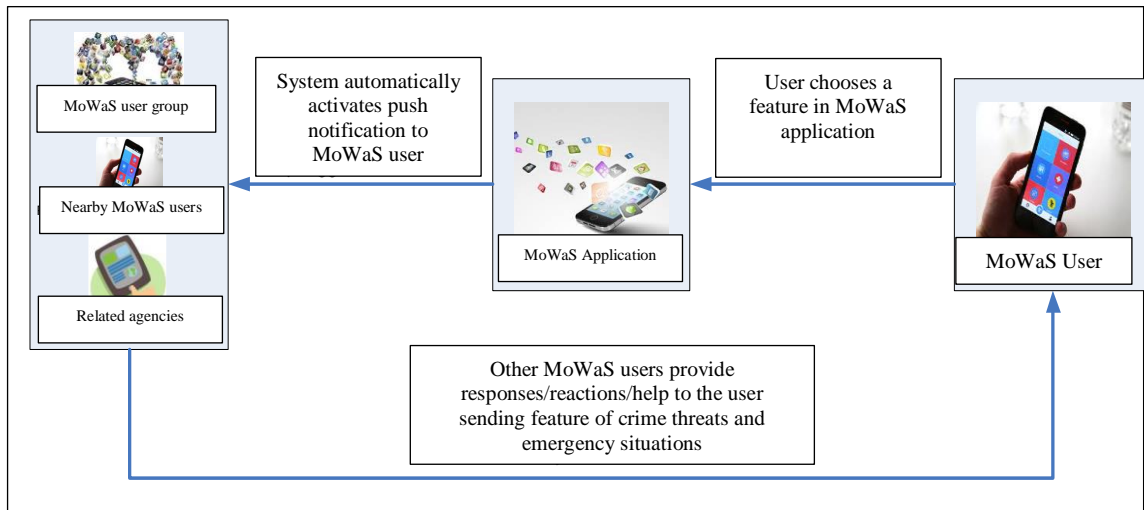 MoWaS user group
Nearby MoWaS users
Related agencies
System automatically
activates push
notification to
MoWaS user
MoWaS Application
User chooses a
feature in MoWaS
application
MoWaS User
Other MoWaS users provide
responses/reactions/help to the user
sending feature of crime threats and
emergency situations